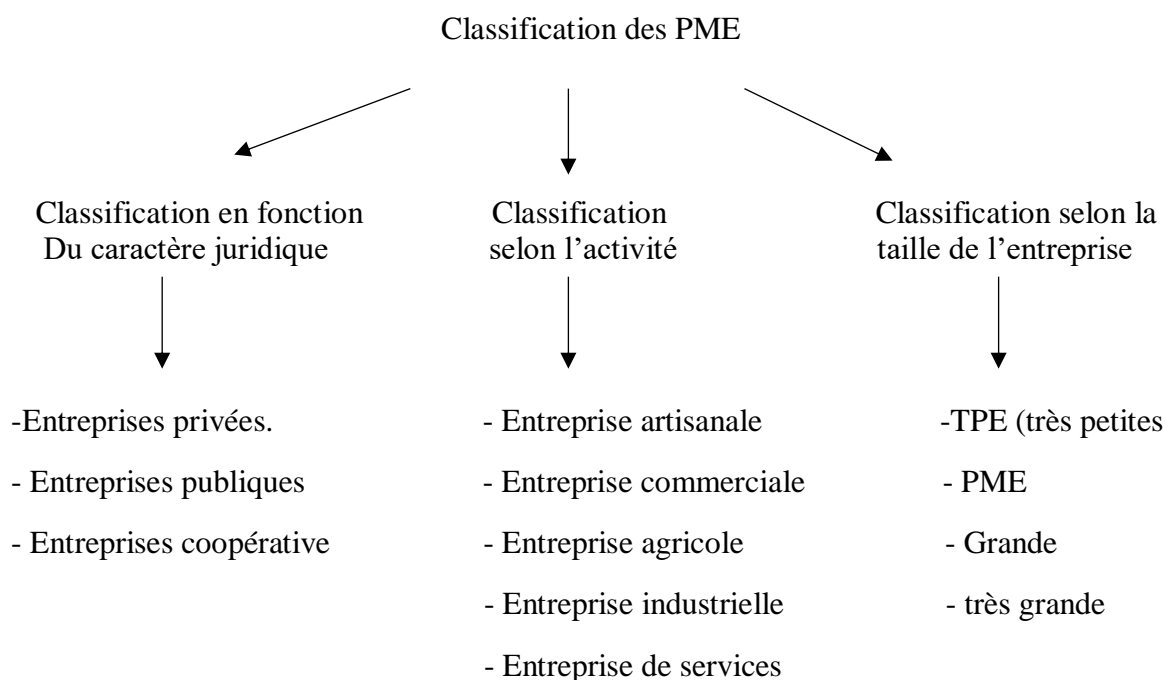 Classification des PME
Classification en fonction
Du caractère juridique
-Entreprises privées.
- Entreprises publiques
- Entreprises coopérative
Classification
selon l’activité
- Entreprise artisanale
- Entreprise commerciale
- Entreprise agricole
- Entreprise industrielle
- Entreprise de services
Classification selon la
taille de l’entreprise
-TPE (très petites
- PME
- Grande
- très grande